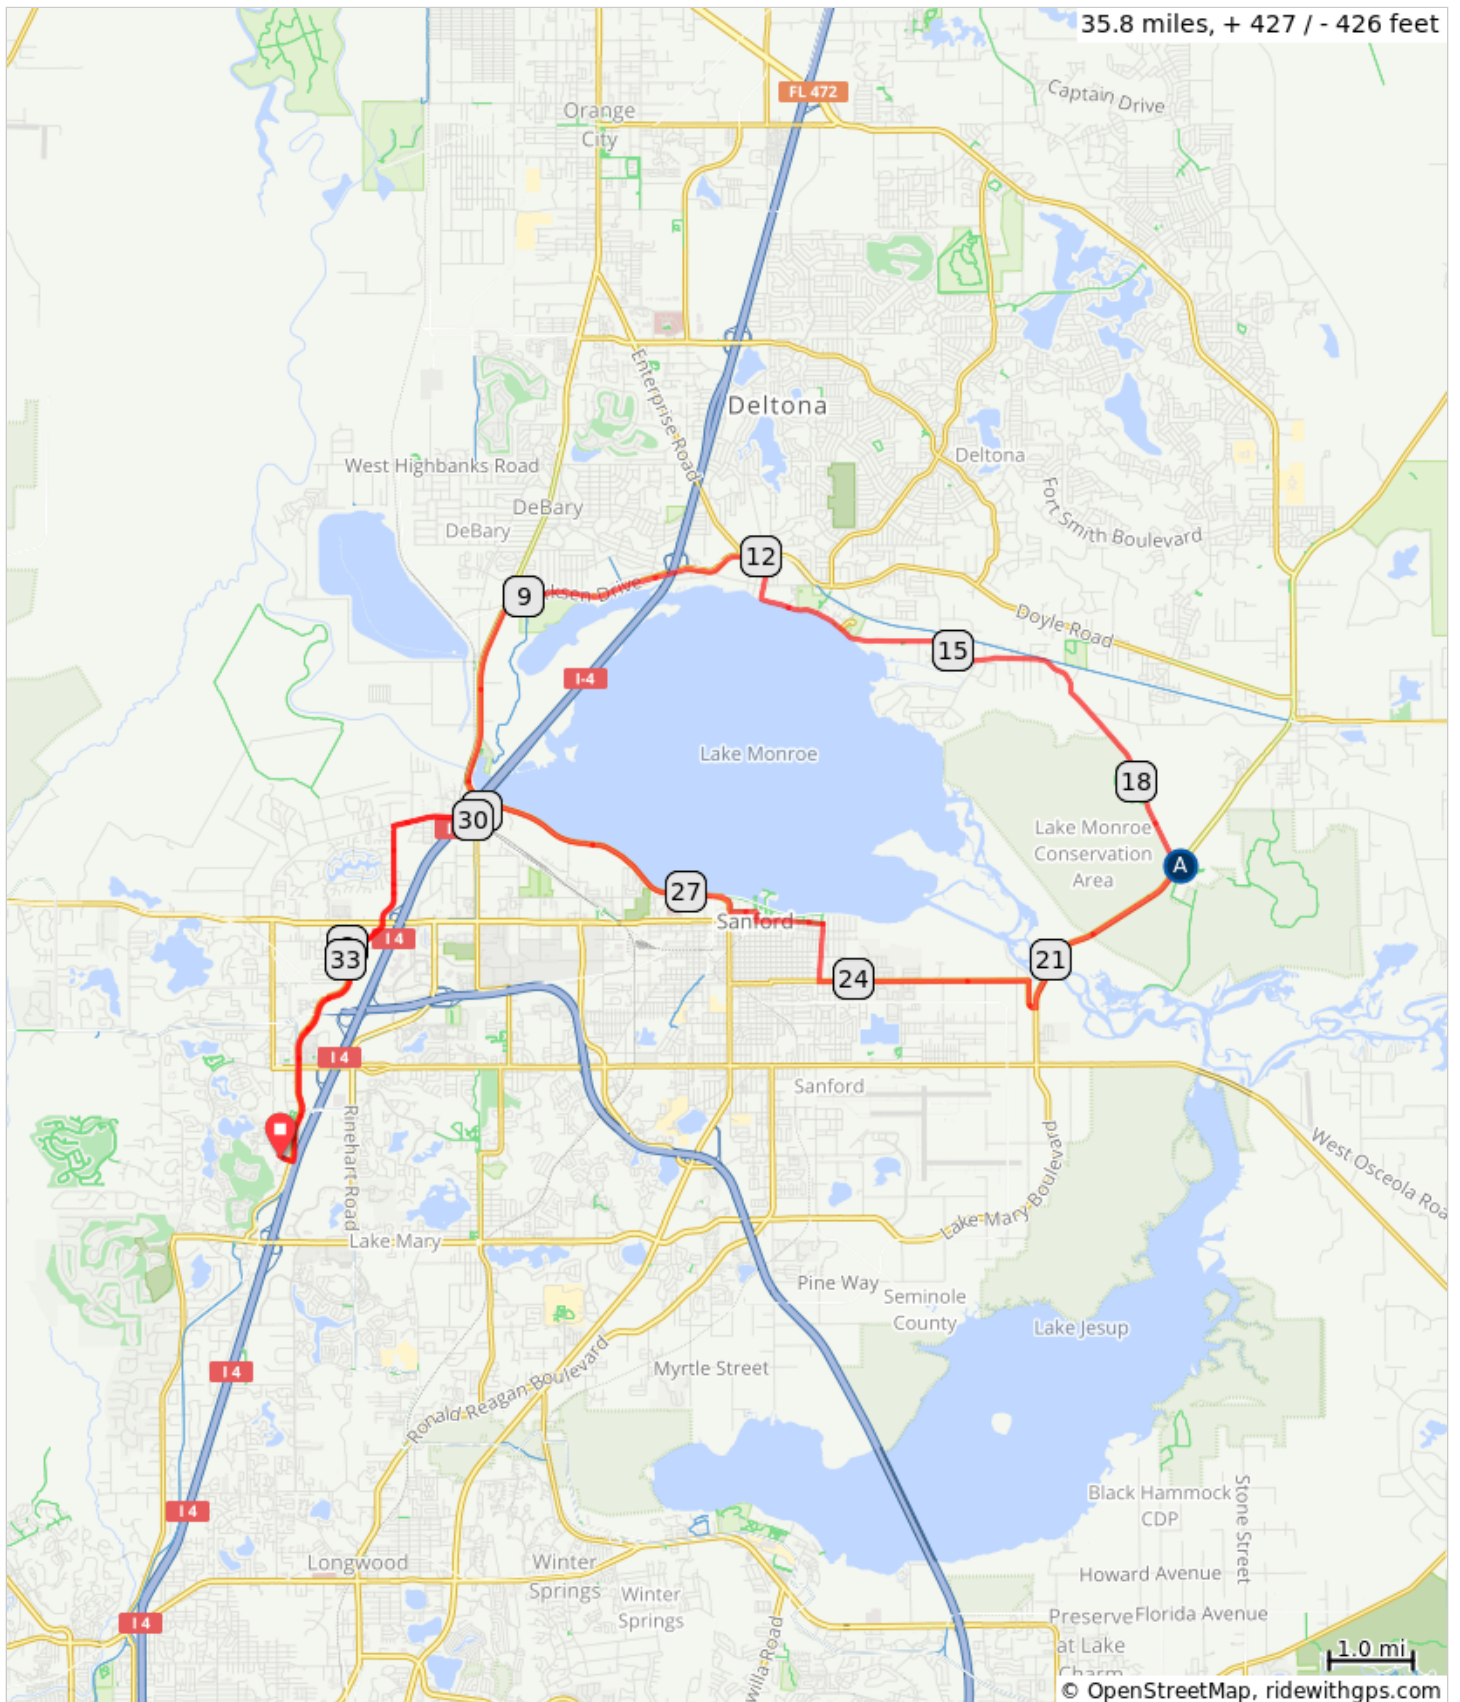 35.8 miles, + 427 / - 426 feet
FL 472
Captain Drive
Orange
City
Enterprise Road
Deltona
West Highbanks Road
Deltona
DeBary
DeBary
Fort Smith Boulevard
12
9
Doyle Road
15
I-4
Lake Monroe
18
30
Lake Monroe
Conservation
Area
A
27
Sanford
I 4
33
21
24
I 4
Sanford
Rinehart Road
West Osceola Roa
Lake Mary Boulevard
Lake Mary
Pine Way
Seminole
County
Lake Jesup
Myrtle Street
I 4
Ronald Reagan Boulevard
Black Hammock
CDP
Stone Street
I 4
Longwood
Winter
Springs
Howard Avenue
Winter
Springs
Preserve
at Lake
Charm
Florida Avenue
I 4
1.0 mi
© OpenStreetMap, ridewithgps.com